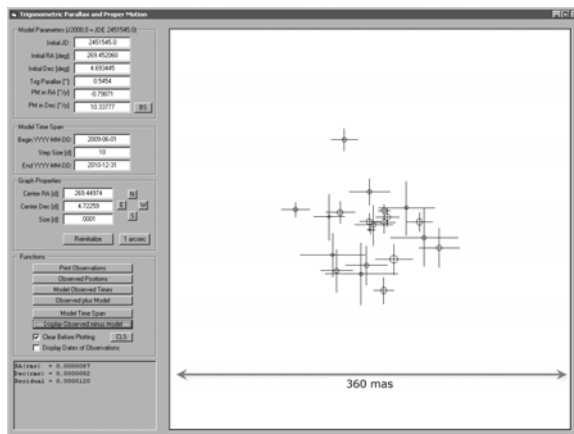 Trigonometric Parallax and Proper Motion
Model Parameters (J2000.0 = JDE 2451545.0)
Initial JD: 2451545.0
Initial RA [deg] 269.452060
Initial Dec [deg] 4.693445
Trig Parallax ["] 0.5454
PM in RA ["/y] -0.79871
PM in Dec ["/y] 10.33777 BS
Model Time Span
Begin YYYY-MM-DD: 2009-06-01
Step Size [d] 10
End YYYY-MM-DD: 2010-12-31
Graph Properties
Center RA [d] 269.44974 N
Center Dec [d] 4.72259 E W
Size [d] .0001 S
Reinitialize 1 arcsec
Functions
Print Observations
Observed Positions
Model Observed Times
Observed plus Model
Model Time Span
Display Observed minus Model
Clear Before Plotting CLS
Display Dates of Observations
RA(rms) = 0.0000087
Dec(rms) = 0.0000082
Residual = 0.0000120
360 mas